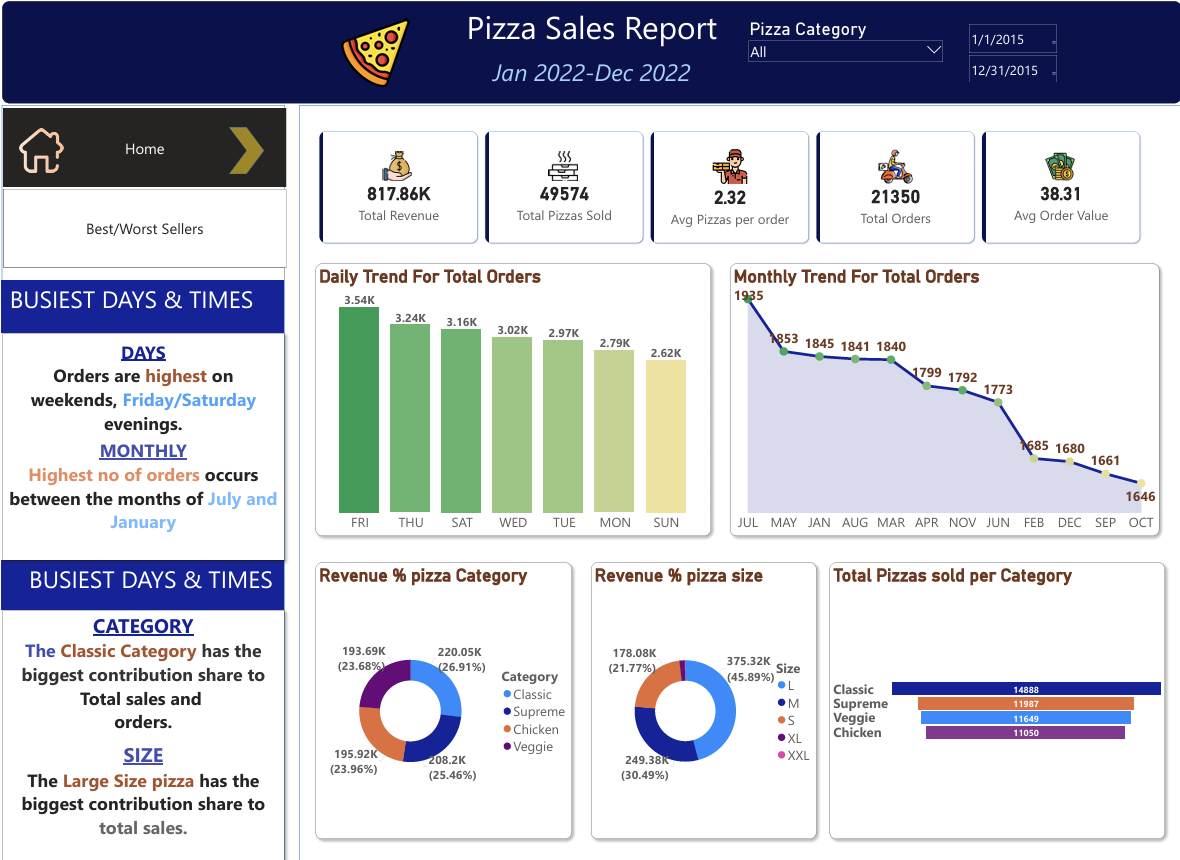 Pizza Sales Report
Jan 2022-Dec 2022
Pizza Category
All
1/1/2015
12/31/2015
Home
Best/Worst Sellers
BUSIEST DAYS & TIMES
DAYS
Orders are highest on
weekends, Friday/Saturday
evenings.
MONTHLY
Highest no of orders occurs
between the months of July and
January
BUSIEST DAYS & TIMES
CATEGORY
The Classic Category has the
biggest contribution share to
Total sales and
orders.
SIZE
The Large Size pizza has the
biggest contribution share to
total sales.
817.86K
Total Revenue
49574
Total Pizzas Sold
2.32
Avg Pizzas per order
21350
Total Orders
38.31
Avg Order Value
Daily Trend For Total Orders
3.54K
3.24K
3.16K
3.02K
2.97K
2.79K
2.62K
FRI THU SAT WED TUE MON SUN
Monthly Trend For Total Orders
1935
1853 1845 1841 1840
1799 1792
1773
1685 1680
1661
1646
JUL MAY JAN AUG MAR APR NOV JUN FEB DEC SEP OCT
Revenue % pizza Category
193.69K
(23.68%)
220.05K
(26.91%)
195.92K
(23.96%)
208.2K
(25.46%)
Category
Classic
Supreme
Chicken
Veggie
Revenue % pizza size
178.08K
(21.77%)
375.32K
(45.89%)
249.38K
(30.49%)
Size
L
M
S
XL
XXL
Total Pizzas sold per Category
Classic 14888
Supreme 11987
Veggie 11649
Chicken 11050